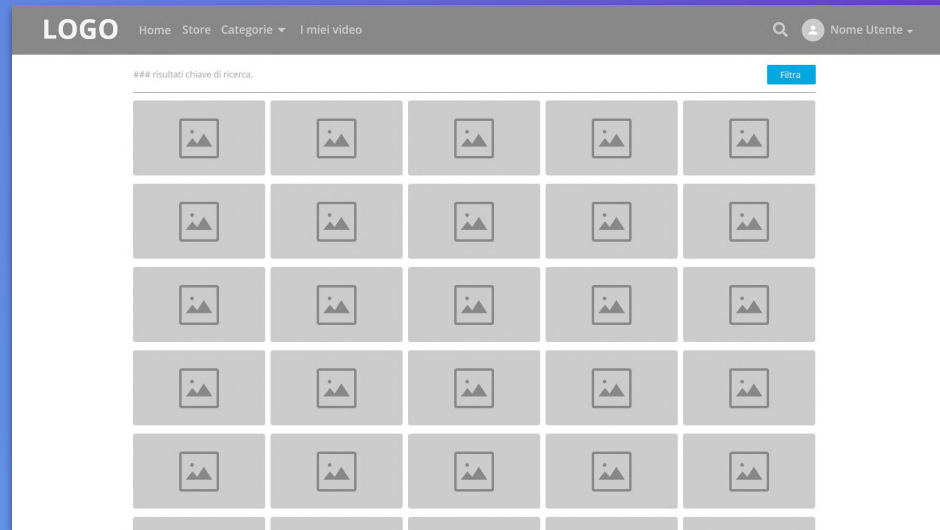 LOGO Home Store Categorie I miei video Nome Utente
### risultati chiave di ricerca. Filtra